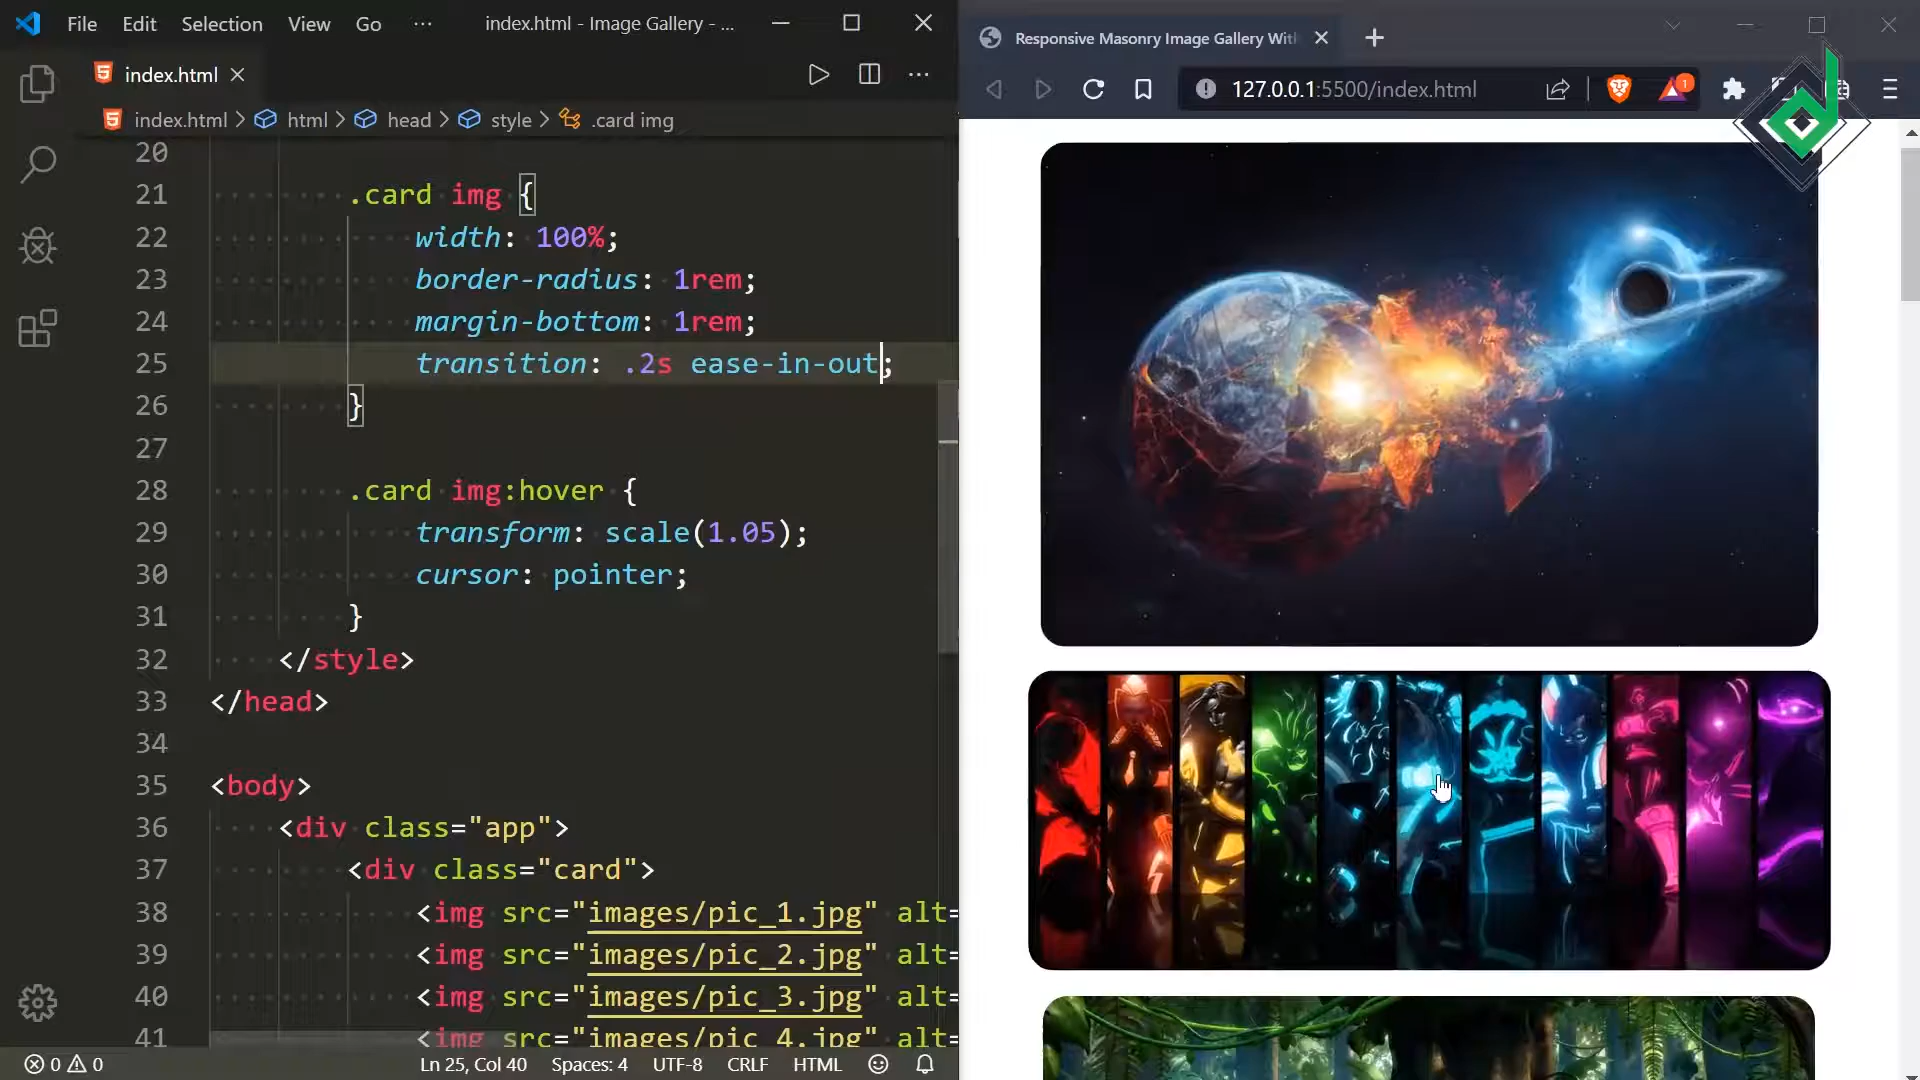 File Edit Selection View Go ··· index.html - Image Gallery - ...
index.html
index.html > html > head > style > .card img
20
21 .card img {
22 width: 100%;
23 border-radius: 1rem;
24 margin-bottom: 1rem;
25 transition: .2s ease-in-out;
26 }
27
28 .card img:hover {
29 transform: scale(1.05);
30 cursor: pointer;
31 }
32 </style>
33 </head>
34
35 <body>
36 <div class="app">
37 <div class="card">
38 <img src="images/pic_1.jpg" alt=
39 <img src="images/pic_2.jpg" alt=
40 <img src="images/pic_3.jpg" alt=
41 <img src="images/pic_4.jpg" alt=
0 0 Ln 25, Col 40 Spaces: 4 UTF-8 CRLF HTML
Responsive Masonry Image Gallery With
127.0.0.1:5500/index.html
1